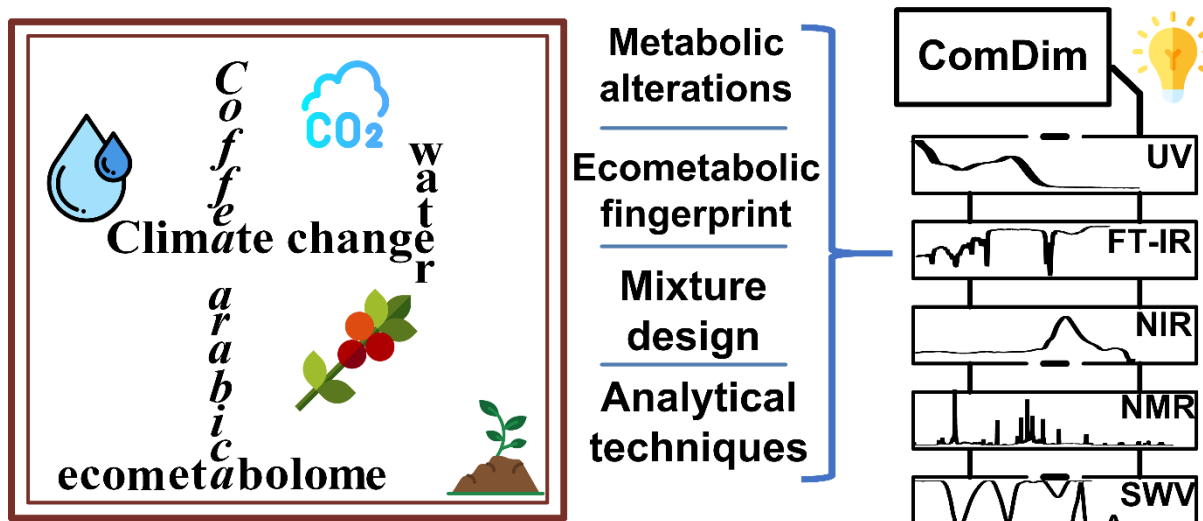 Coffea arabica
CO2
water
Climate change
ecometabolome
Metabolic
alterations
Ecometabolic
fingerprint
Mixture
design
Analytical
techniques
ComDim
UV
FT-IR
NIR
NMR
SWV